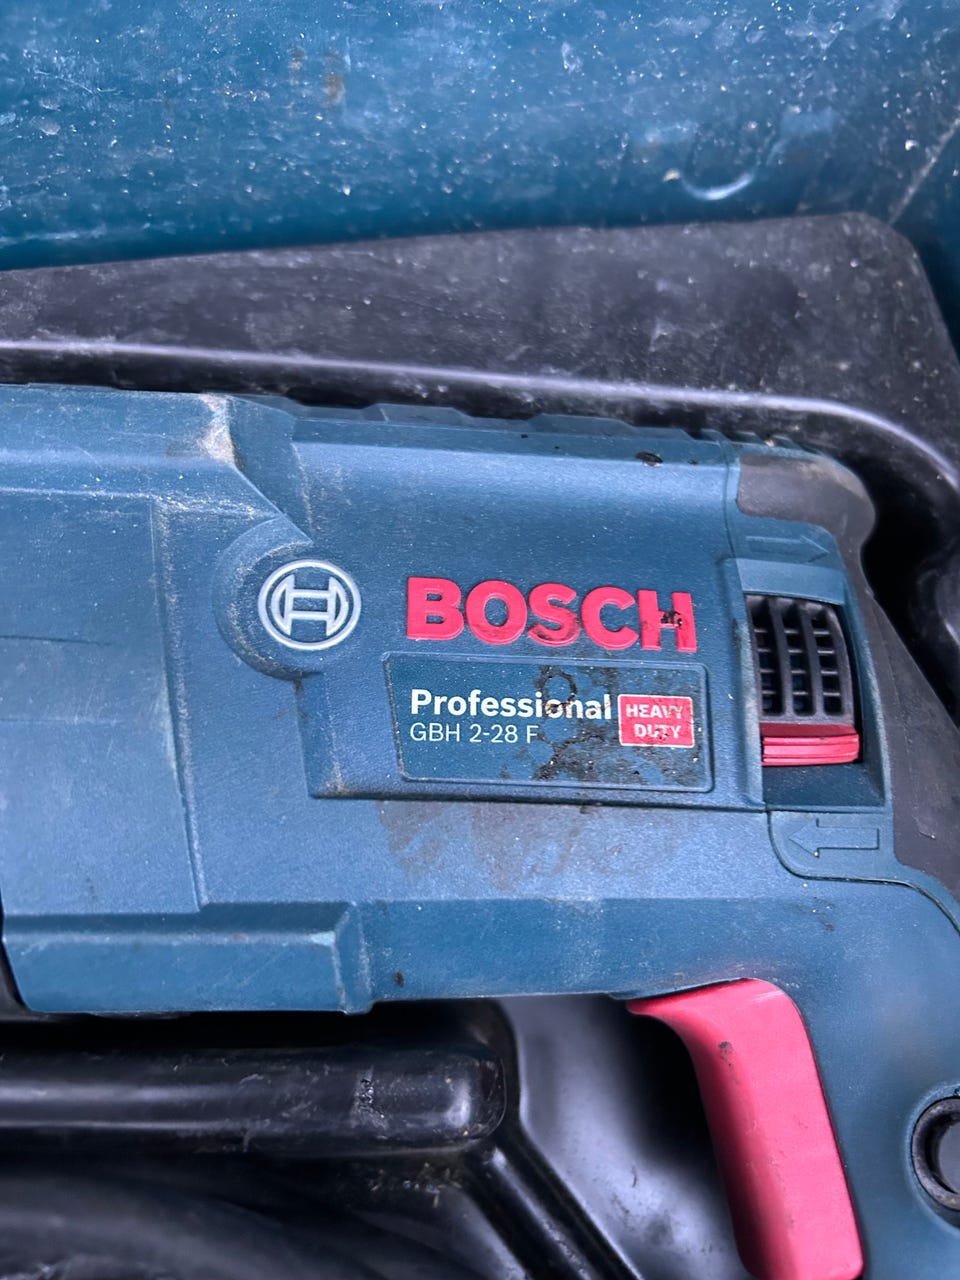 BOSCH
Professional
GBH 2-28 F
HEAVY
DUTY